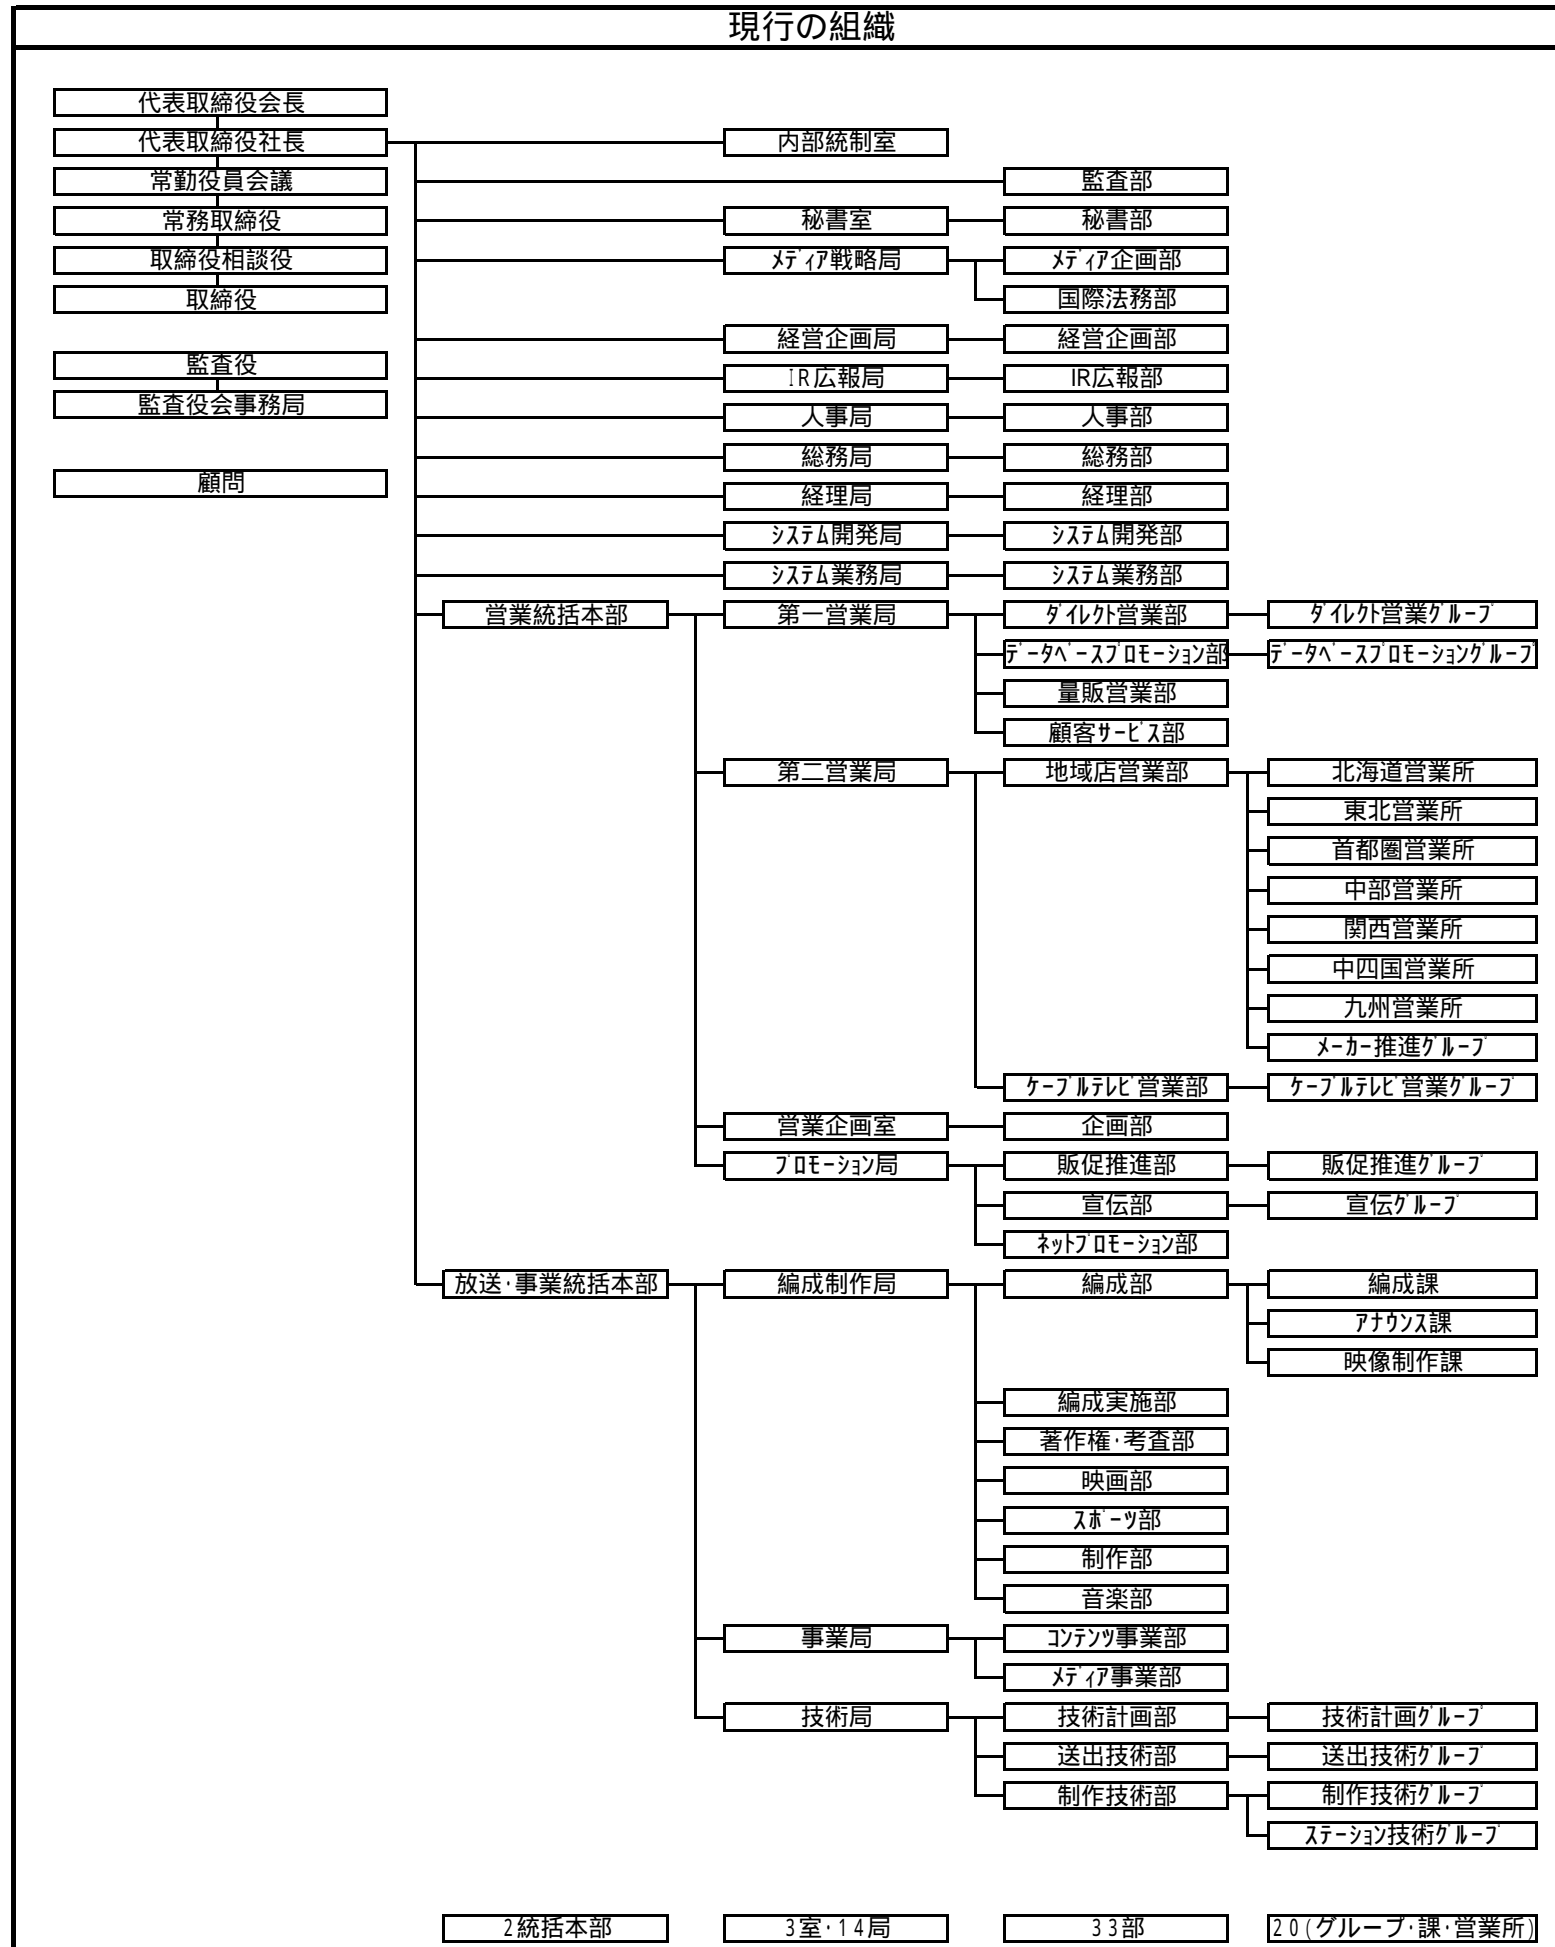 現行の組織
代表取締役会長
代表取締役社長 内部統制室
常勤役員会議 監査部
常務取締役 秘書室 秘書部
取締役相談役 ﾒﾃﾞｨｱ戦略局 ﾒﾃﾞｨｱ企画部
取締役 国際法務部
経営企画局 経営企画部
監査役
IR広報局 IR広報部
監査役会事務局 人事局 人事部
総務局 総務部
顧問 経理局 経理部
ｼｽﾃﾑ開発局 ｼｽﾃﾑ開発部
ｼｽﾃﾑ業務局 ｼｽﾃﾑ業務部
営業統括本部 第一営業局 ﾀﾞｲﾚｸﾄ営業部 ﾀﾞｲﾚｸﾄ営業ｸﾞﾙｰﾌﾟ
ﾃﾞｰﾀﾍﾞｰｽﾌﾟﾛﾓｰｼｮﾝ部 ﾃﾞｰﾀﾍﾞｰｽﾌﾟﾛﾓｰｼｮﾝｸﾞﾙｰﾌﾟ
量販営業部
顧客ｻｰﾋﾞｽ部
第二営業局 地域店営業部 北海道営業所
東北営業所
首都圏営業所
中部営業所
関西営業所
中四国営業所
九州営業所
ﾒｰｶｰ推進ｸﾞﾙｰﾌﾟ
ｹｰﾌﾞﾙﾃﾚﾋﾞ営業部 ｹｰﾌﾞﾙﾃﾚﾋﾞ営業ｸﾞﾙｰﾌﾟ
営業企画室 企画部
ﾌﾟﾛﾓｰｼｮﾝ局 販促推進部 販促推進ｸﾞﾙｰﾌﾟ
宣伝部 宣伝ｸﾞﾙｰﾌﾟ
ﾈｯﾄﾌﾟﾛﾓｰｼｮﾝ部
放送･事業統括本部 編成制作局 編成部 編成課
ｱﾅｳﾝｽ課
映像制作課
編成実施部
著作権･考査部
映画部
ｽﾎﾟｰﾂ部
制作部
音楽部
事業局 ｺﾝﾃﾝﾂ事業部
ﾒﾃﾞｨｱ事業部
技術局 技術計画部 技術計画ｸﾞﾙｰﾌﾟ
送出技術部 送出技術ｸﾞﾙｰﾌﾟ
制作技術部 制作技術ｸﾞﾙｰﾌﾟ
ｽﾃｰｼｮﾝ技術ｸﾞﾙｰﾌﾟ
2統括本部 3室･14局 33部 20(グループ･課･営業所)